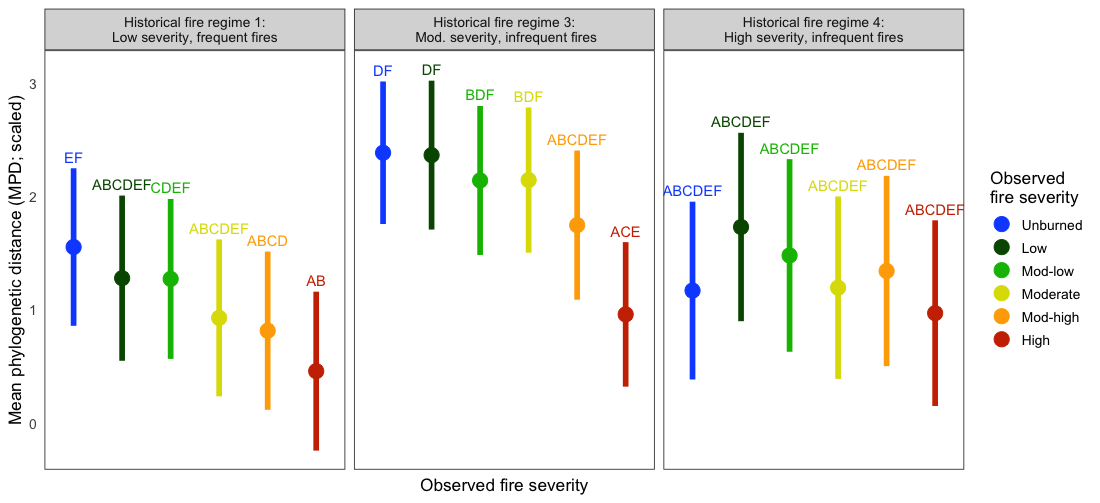 Historical fire regime 1:
Low severity, frequent fires
Historical fire regime 3:
Mod. severity, infrequent fires
Historical fire regime 4:
High severity, infrequent fires
Mean phylogenetic distance (MPD; scaled)
3
2
1
0
EF
ABCDEF
CDEF
ABCDEF
ABCD
AB
DF
DF
BDF
BDF
ABCDEF
ACE
ABCDEF
ABCDEF
ABCDEF
ABCDEF
ABCDEF
ABCDEF
Observed fire severity
Observed
fire severity
Unburned
Low
Mod-low
Moderate
Mod-high
High